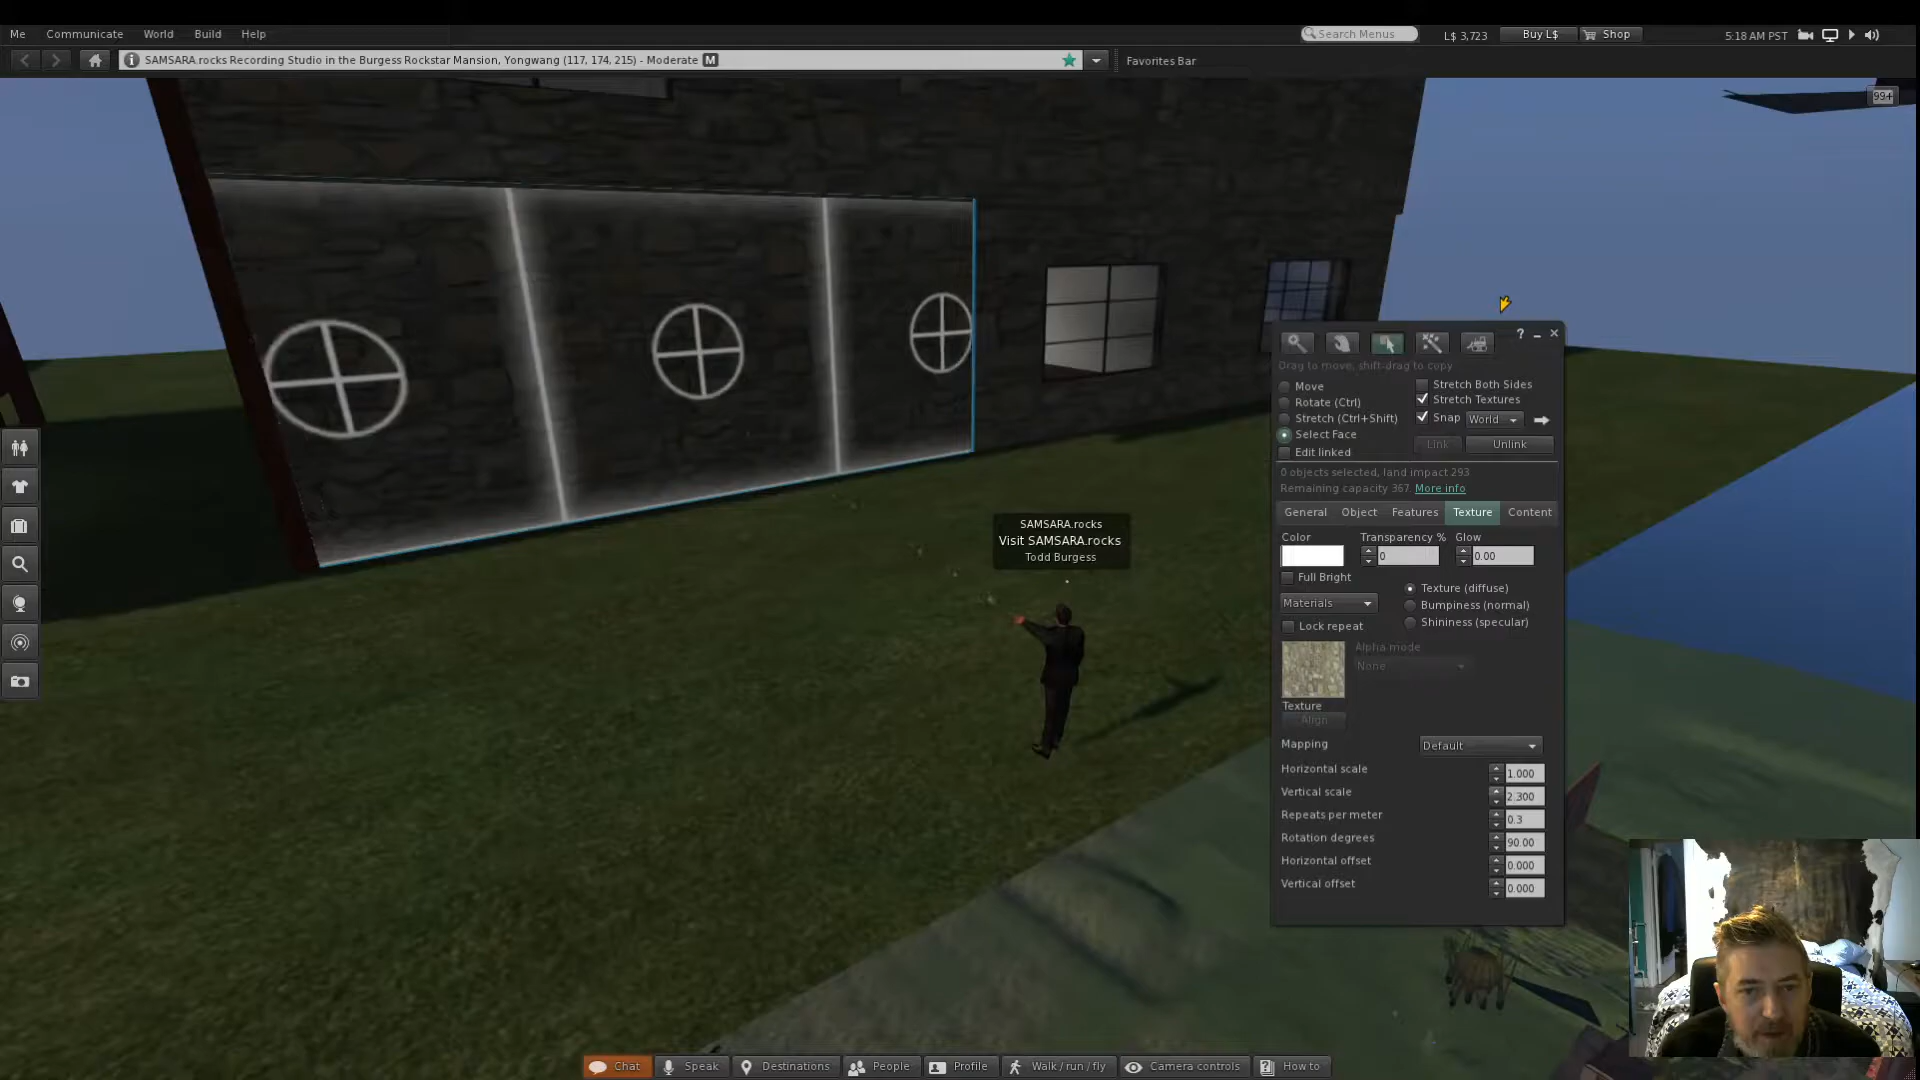 Me Communicate World Build Help
Search Menus
L$ 3,723 Buy L$ Shop
5:18 AM PST
SAMSARA.rocks Recording Studio in the Burgess Rockstar Mansion, Yongwang (117, 174, 215) - Moderate M
Favorites Bar
99+
? _ ×
Drag to move, shift-drag to copy
Move
Rotate (Ctrl)
Stretch (Ctrl+Shift)
Select Face
Edit linked
Stretch Both Sides
Stretch Textures
Snap World
Link Unlink
0 objects selected, land impact 293
Remaining capacity 367. More info
General Object Features Texture Content
Color Transparency % Glow
0 0.00
Full Bright
Materials
Lock repeat
Texture (diffuse)
Bumpiness (normal)
Shininess (specular)
Alpha mode
None
Texture
Align
Mapping Default
Horizontal scale 1.000
Vertical scale 2.300
Repeats per meter 0.3
Rotation degrees 90.00
Horizontal offset 0.000
Vertical offset 0.000
SAMSARA.rocks
Visit SAMSARA.rocks
Todd Burgess
Chat Speak Destinations People Profile Walk / run / fly Camera controls How to